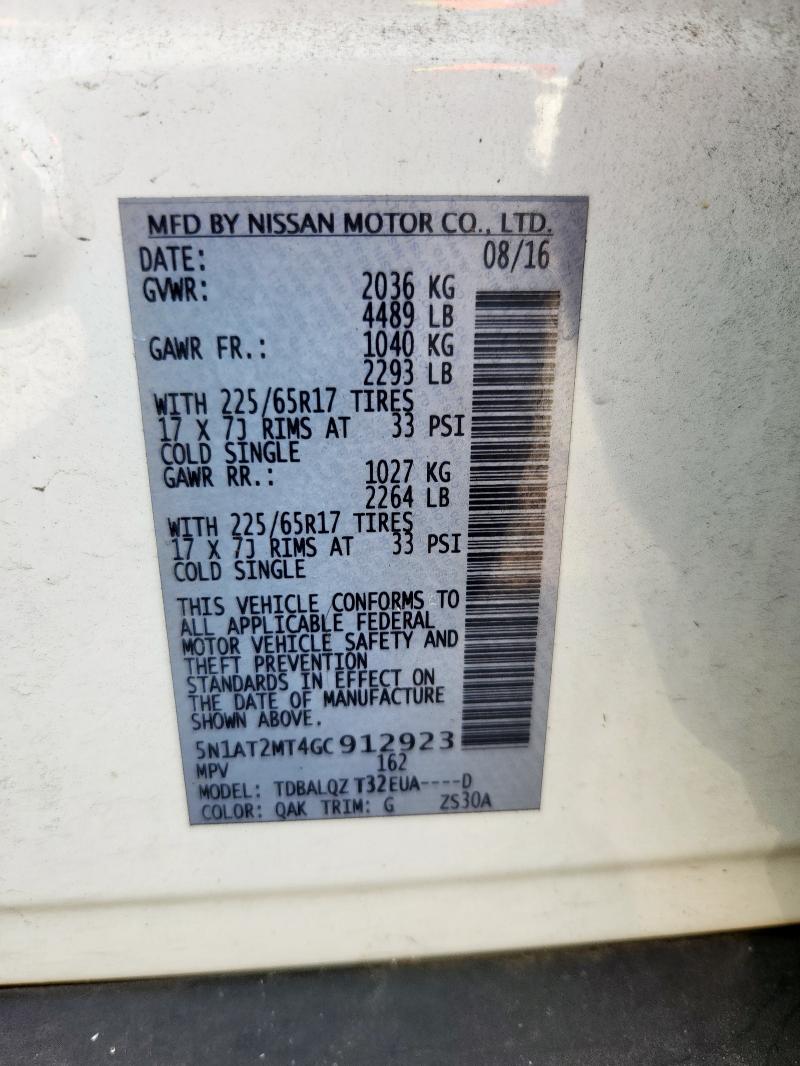 MFD BY NISSAN MOTOR CO., LTD.
DATE: 08/16
GVWR: 2036 KG
4489 LB
GAWR FR.: 1040 KG
2293 LB
WITH 225/65R17 TIRES
17 X 7J RIMS AT 33 PSI
COLD SINGLE
GAWR RR.: 1027 KG
2264 LB
WITH 225/65R17 TIRES
17 X 7J RIMS AT 33 PSI
COLD SINGLE
THIS VEHICLE CONFORMS TO
ALL APPLICABLE FEDERAL
MOTOR VEHICLE SAFETY AND
THEFT PREVENTION
STANDARDS IN EFFECT ON
THE DATE OF MANUFACTURE
SHOWN ABOVE.
5N1AT2MT4GC912923
MPV 162
MODEL: TDBALQZ T32EUA----D
COLOR: QAK TRIM: G ZS30A